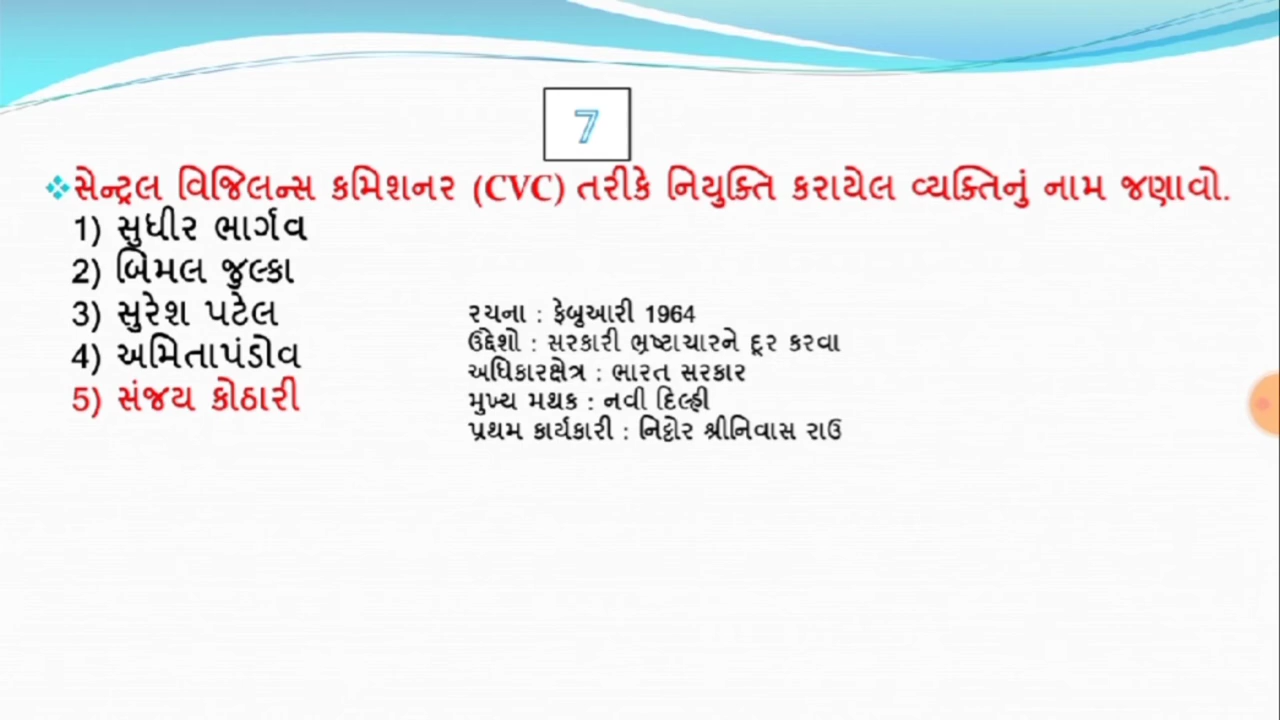 7
❖સેન્ટ્રલ વિજિલન્સ કમિશનર (CVC) તરીકે નિયુક્તિ કરાયેલ વ્યક્તિનું નામ જણાવો.
1) સુધીર ભાર્ગવ
2) બિમલ જુલ્કા
3) સુરેશ પટેલ
4) અમિતાપંડોવ
5) સંજય કોઠારી
રચના : ફેબ્રુઆરી 1964
ઉદ્દેશો : સરકારી ભ્રષ્ટાચારને દૂર કરવા
અધિકારક્ષેત્ર : ભારત સરકાર
મુખ્ય મથક : નવી દિલ્હી
પ્રથમ કાર્યકારી : નિટ્ટોર શ્રીનિવાસ રાઉ